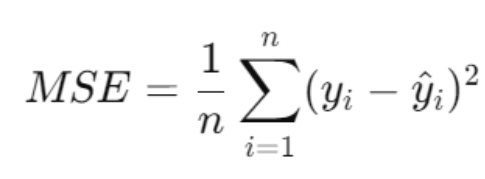 MSE = \frac{1}{n} \sum_{i=1}^{n} (y_i - \hat{y}_i)^2